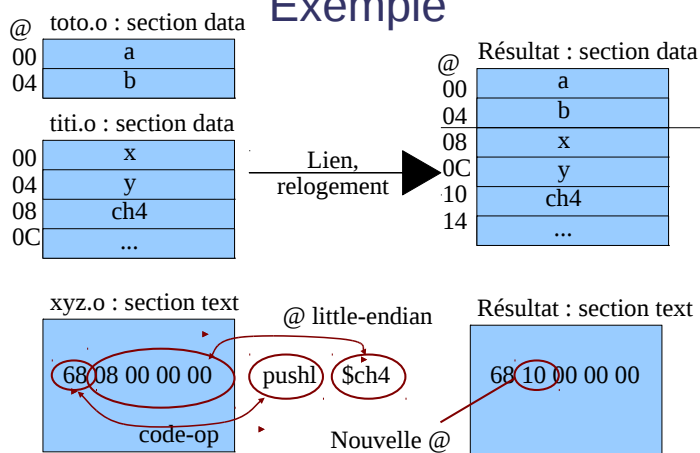 Exemple
@ toto.o : section data
00 a
04 b
titi.o : section data
00 x
04 y
08 ch4
0C ...
Lien,
relogement
@ Résultat : section data
00 a
04 b
08 x
0C y
10 ch4
14 ...
xyz.o : section text
68 08 00 00 00
code-op
@ little-endian
pushl $ch4
Nouvelle @
Résultat : section text
68 10 00 00 00